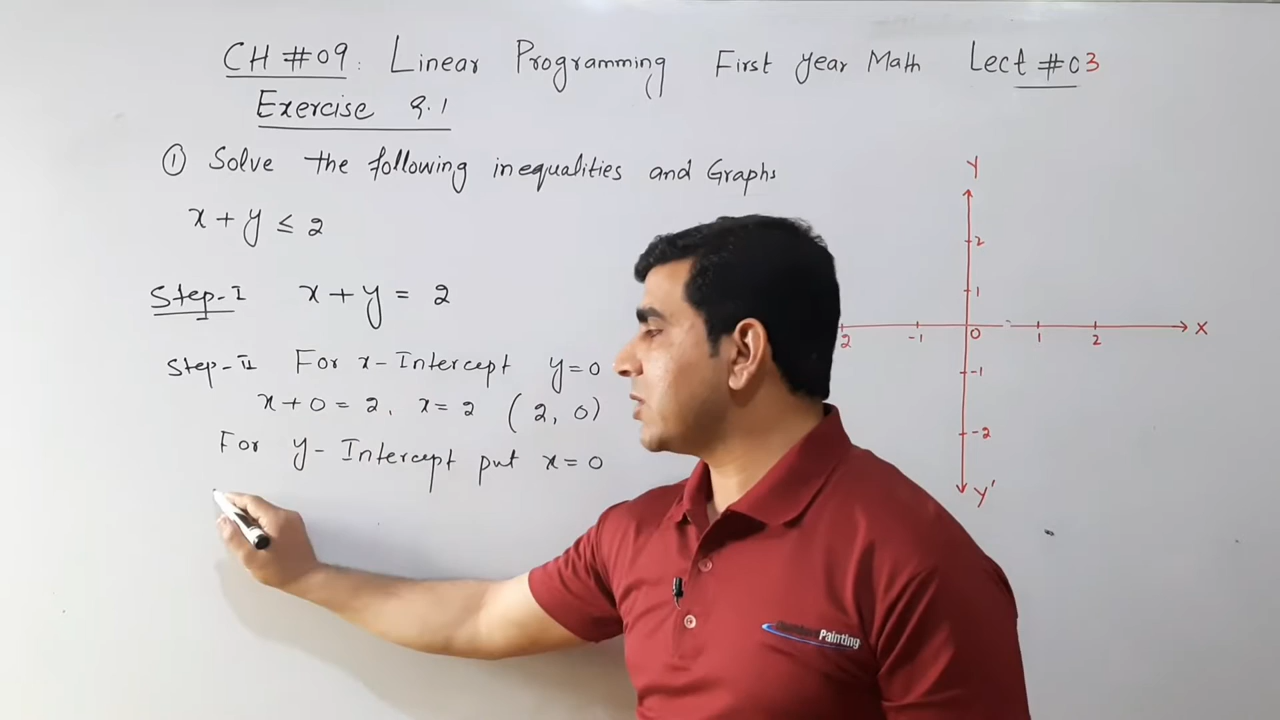 CH #09: Linear Programming First year Math Lect #03
Exercise 9.1
① Solve the following inequalities and Graphs
x + y ≤ 2
Step-I x + y = 2
Step-II For x-Intercept y=0
x+0=2, x=2 (2, 0)
For y-Intercept put x=0
Y
2
1
2 -1 0 1 2 X
-1
-2
Y'
Painting